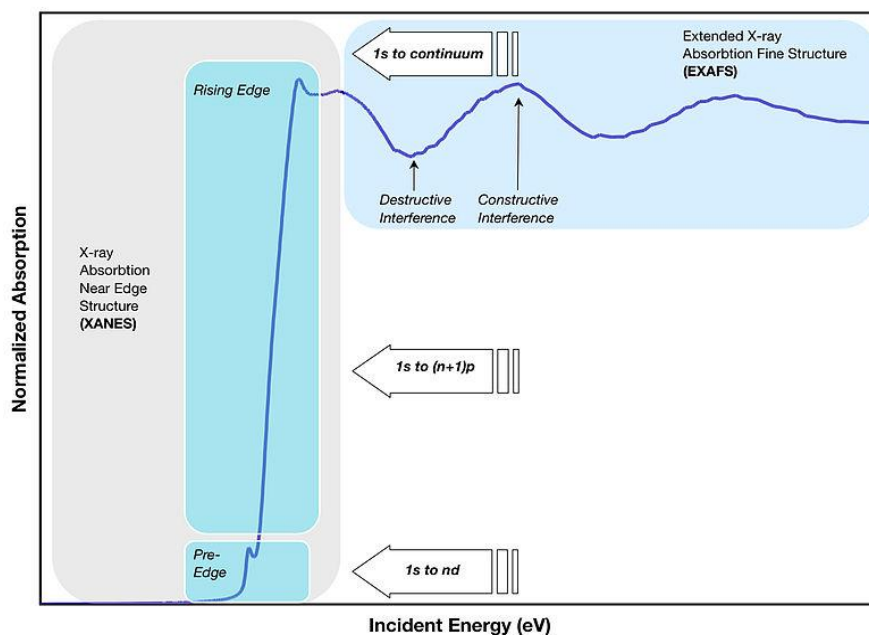 1s to continuum
Extended X-ray
Absorbtion Fine Structure
(EXAFS)
Rising Edge
Destructive
Interference
Constructive
Interference
X-ray
Absorbtion
Near Edge
Structure
(XANES)
Normalized Absorption
1s to (n+1)p
Pre-
Edge
1s to nd
Incident Energy (eV)